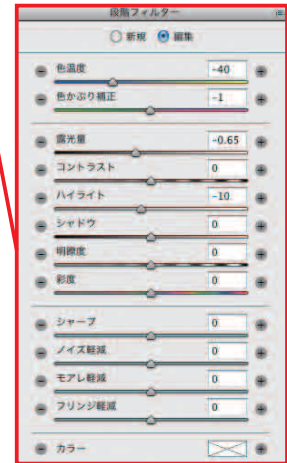 段階フィルター
新規 編集
色温度 -40
色かぶり補正 -1
露光量 -0.65
コントラスト 0
ハイライト -10
シャドウ 0
明瞭度 0
彩度 0
シャープ 0
ノイズ軽減 0
モアレ軽減 0
フリンジ軽減 0
カラー